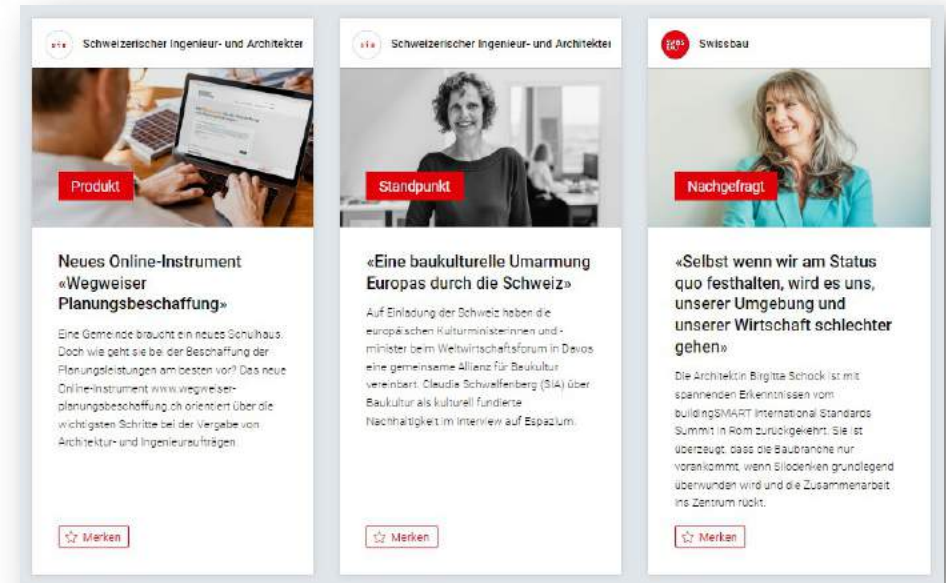 sia
Schweizerischer Ingenieur- und Architekter
Produkt
Neues Online-Instrument
«Wegweiser
Planungsbeschaffung»
Eine Gemeinde braucht ein neues Schulhaus.
Doch wie geht sie bei der Beschaffung der
Planungsleistungen am besten vor? Das neue
Online-Instrument www.wegweiser-
planungsbeschaffung.ch orientiert über die
wichtigsten Schritte bei der Vergabe von
Architektur- und Ingenieuraufträgen.
Merken
sia
Schweizerischer Ingenieur- und Architekter
Standpunkt
«Eine baukulturelle Umarmung
Europas durch die Schweiz»
Auf Einladung der Schweiz haben die
europäischen Kulturministerinnen und -
minister beim Weltwirtschaftsforum in Davos
eine gemeinsame Allianz für Baukultur
vereinbart. Claudia Schwalfenberg (SIA) über
Baukultur als kulturell fundierte
Nachhaltigkeit im Interview auf Espazium.
Merken
Swissbau
Nachgefragt
«Selbst wenn wir am Status
quo festhalten, wird es uns,
unserer Umgebung und
unserer Wirtschaft schlechter
gehen»
Die Architektin Birgitta Schock ist mit
spannenden Erkenntnissen vom
buildingSMART International Standards
Summit in Rom zurückgekehrt. Sie ist
überzeugt, dass die Baubranche nur
vorankommt, wenn Silodenken grundlegend
überwunden wird und die Zusammenarbeit
ins Zentrum rückt.
Merken